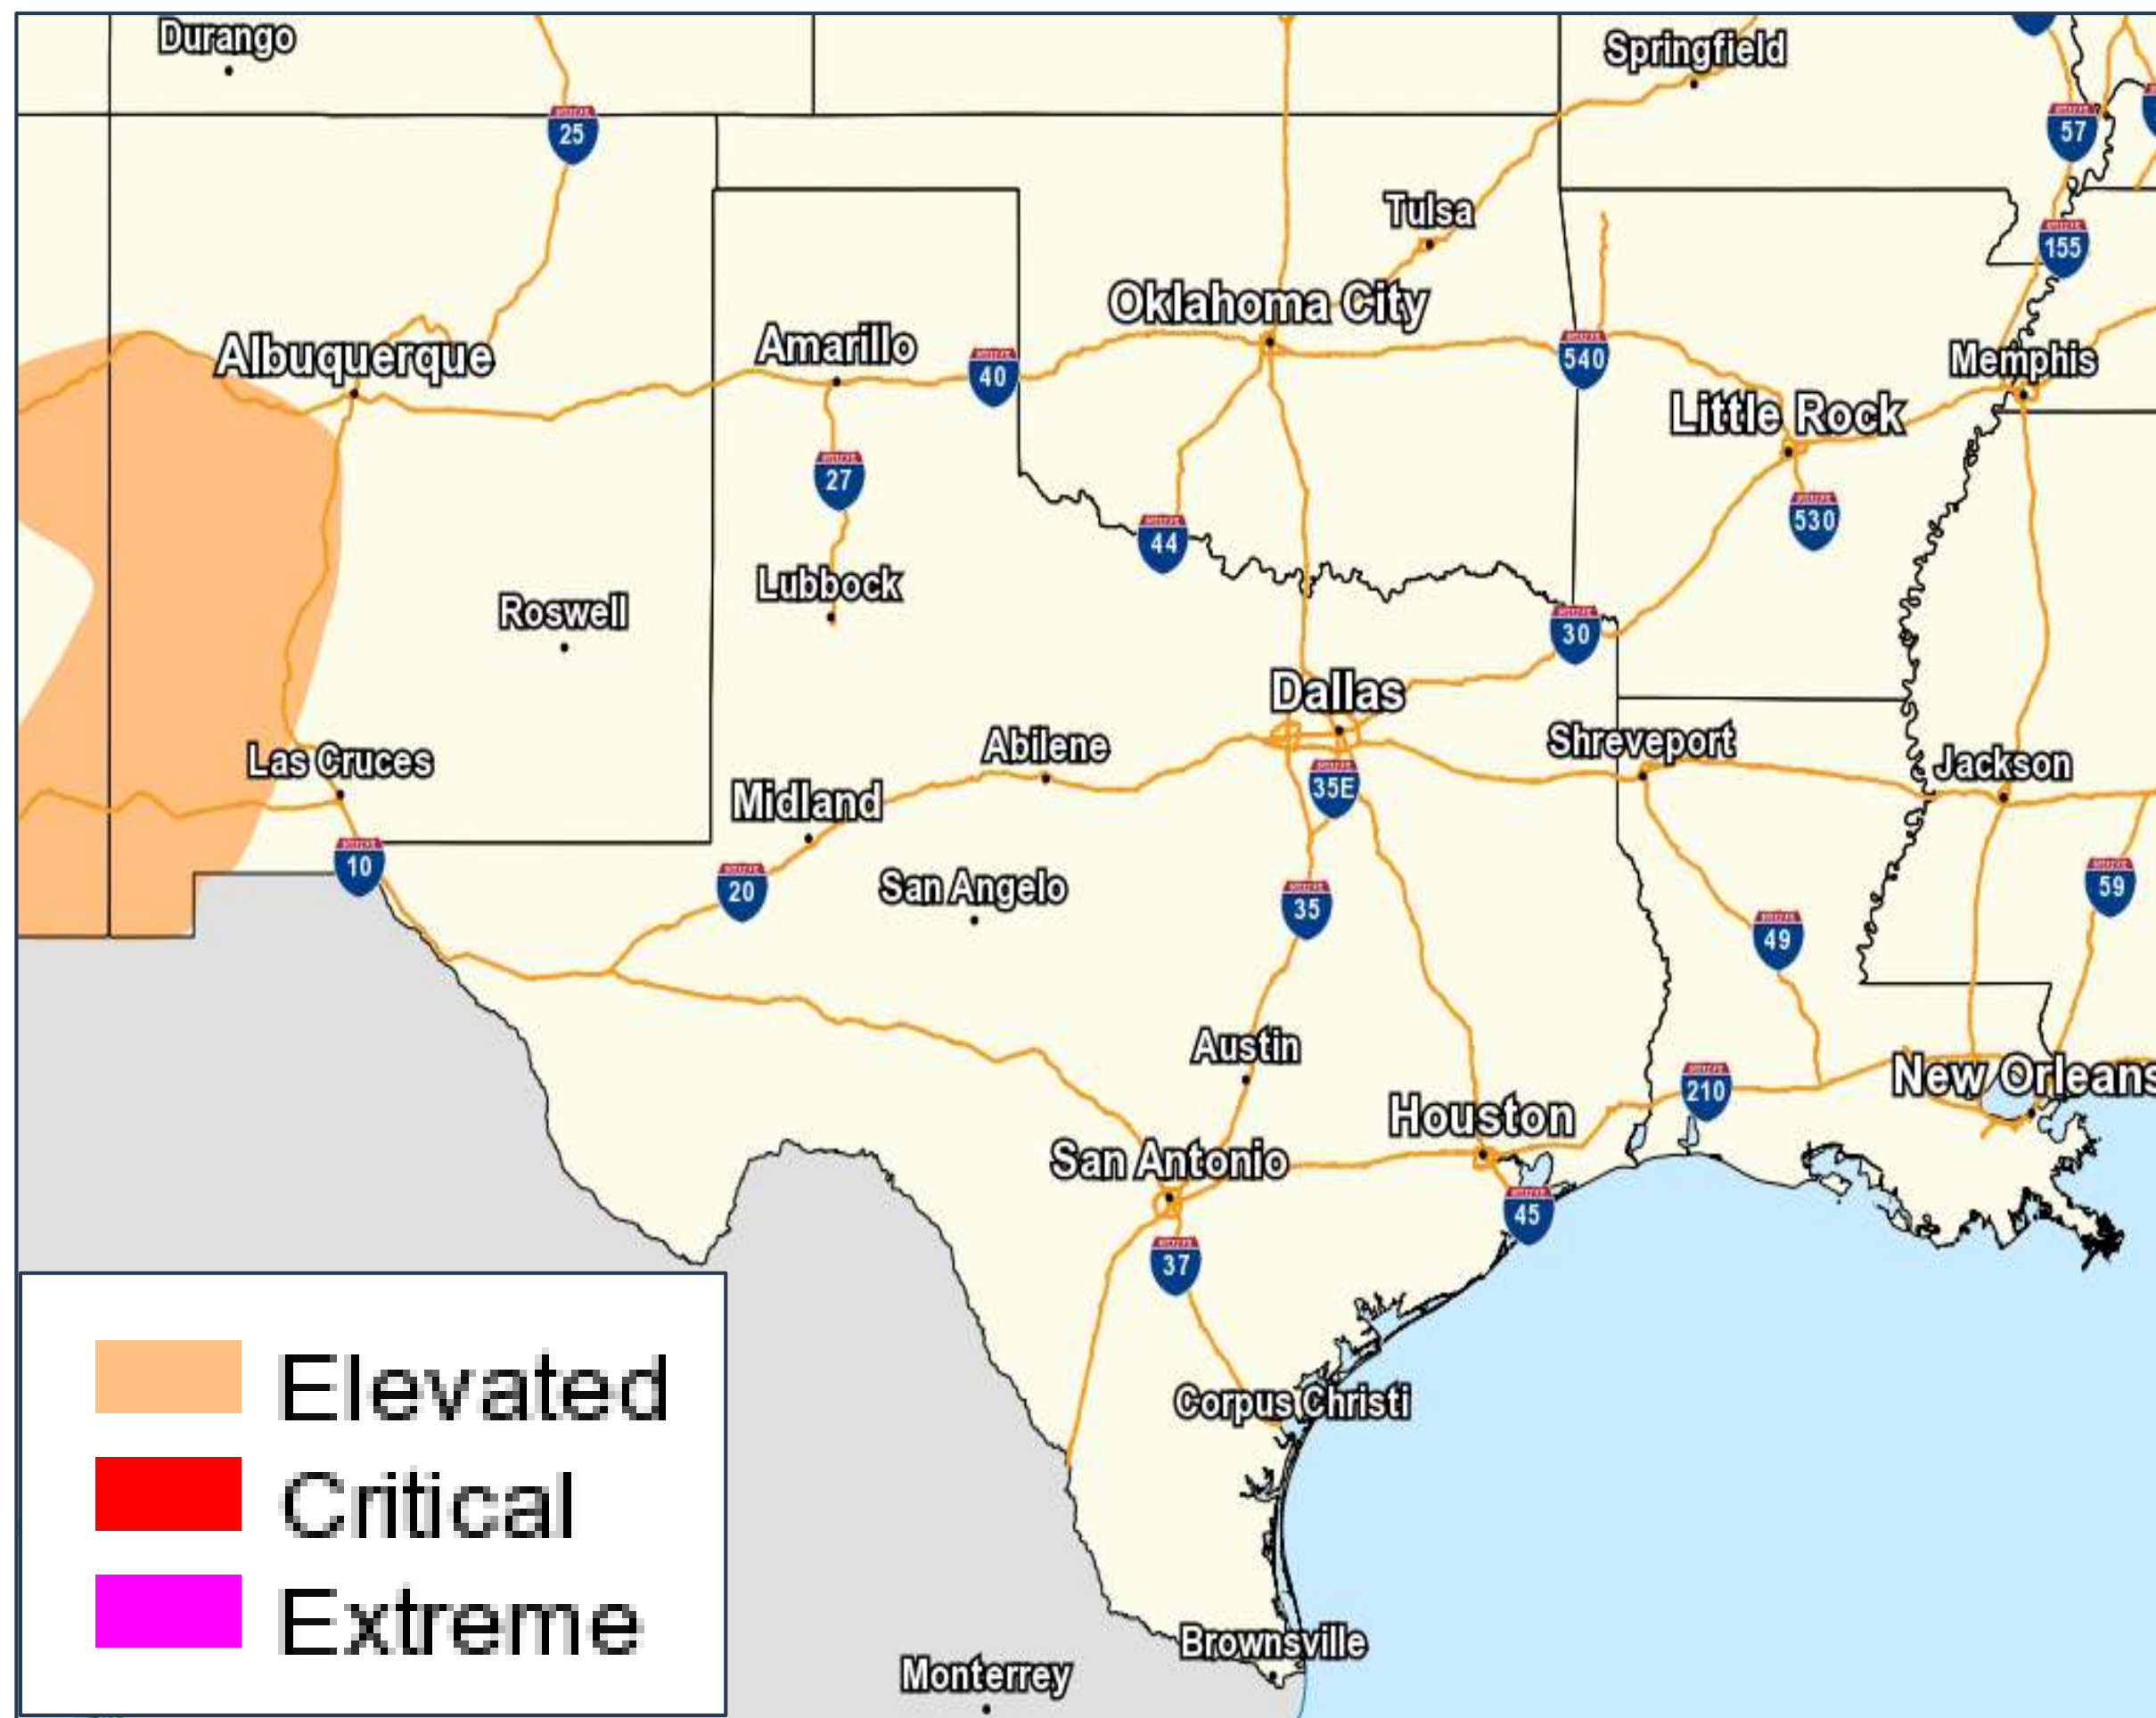 Durango
Springfield
25
57
Tulsa
155
Oklahoma City
Albuquerque
Amarillo
40
540
Memphis
Little Rock
27
530
44
Lubbock
Roswell
30
Dallas
Las Cruces
Abilene
Shreveport
Jackson
35E
Midland
10
20
San Angelo
35
59
49
Austin
New Orleans
210
Houston
San Antonio
45
37
Elevated
Corpus Christi
Critical
Extreme
Brownsville
Monterrey